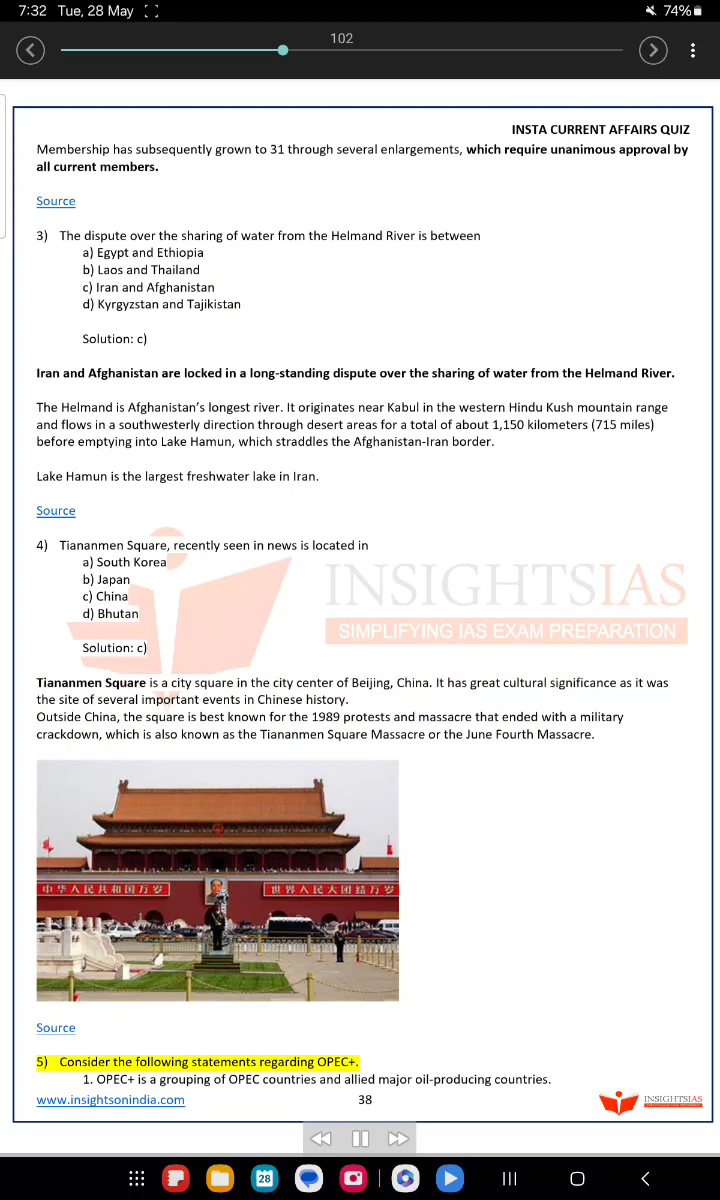 7:32 Tue, 28 May
74%
102
INSTA CURRENT AFFAIRS QUIZ
Membership has subsequently grown to 31 through several enlargements, which require unanimous approval by
all current members.
Source
3) The dispute over the sharing of water from the Helmand River is between
a) Egypt and Ethiopia
b) Laos and Thailand
c) Iran and Afghanistan
d) Kyrgyzstan and Tajikistan
Solution: c)
Iran and Afghanistan are locked in a long-standing dispute over the sharing of water from the Helmand River.
The Helmand is Afghanistan's longest river. It originates near Kabul in the western Hindu Kush mountain range
and flows in a southwesterly direction through desert areas for a total of about 1,150 kilometers (715 miles)
before emptying into Lake Hamun, which straddles the Afghanistan-Iran border.
Lake Hamun is the largest freshwater lake in Iran.
Source
4) Tiananmen Square, recently seen in news is located in
a) South Korea
b) Japan
c) China
d) Bhutan
Solution: c)
INSIGHTSIAS
SIMPLIFYING IAS EXAM PREPARATION
Tiananmen Square is a city square in the city center of Beijing, China. It has great cultural significance as it was
the site of several important events in Chinese history.
Outside China, the square is best known for the 1989 protests and massacre that ended with a military
crackdown, which is also known as the Tiananmen Square Massacre or the June Fourth Massacre.
中华人民共和国万岁
世界人民大团结万岁
Source
5) Consider the following statements regarding OPEC+.
1. OPEC+ is a grouping of OPEC countries and allied major oil-producing countries.
www.insightsonindia.com
38
INSIGHTSIAS
28